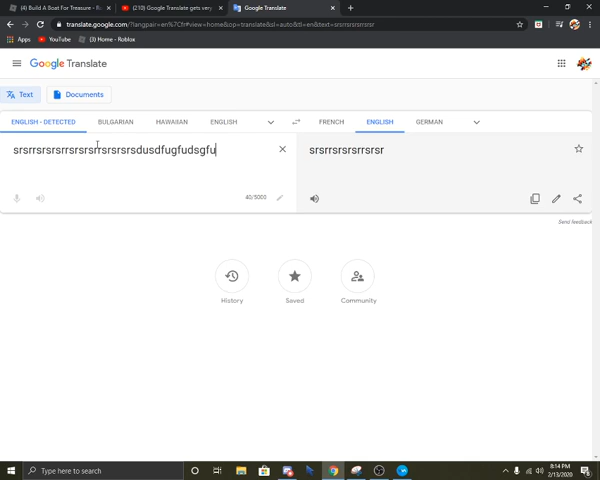 (4) Build A Boat For Treasure - R
(210) Google Translate gets very
Google Translate
translate.google.com/?langpair=en%7Cfr#view=home&op=translate&sl=auto&tl=en&text=
Apps
YouTube
(3) Home - Roblox
Google Translate
Text
Documents
ENGLISH - DETECTED
BULGARIAN
HAWAIIAN
ENGLISH
FRENCH
ENGLISH
GERMAN
srsrrsrsrsrrsrsrsrrsrsrsrsdusdfugfudsgfu
srsrrsrsrsrrsrsr
40/5000
Send feedback
History
Saved
Community
Type here to search
8:14 PM
2/13/2020